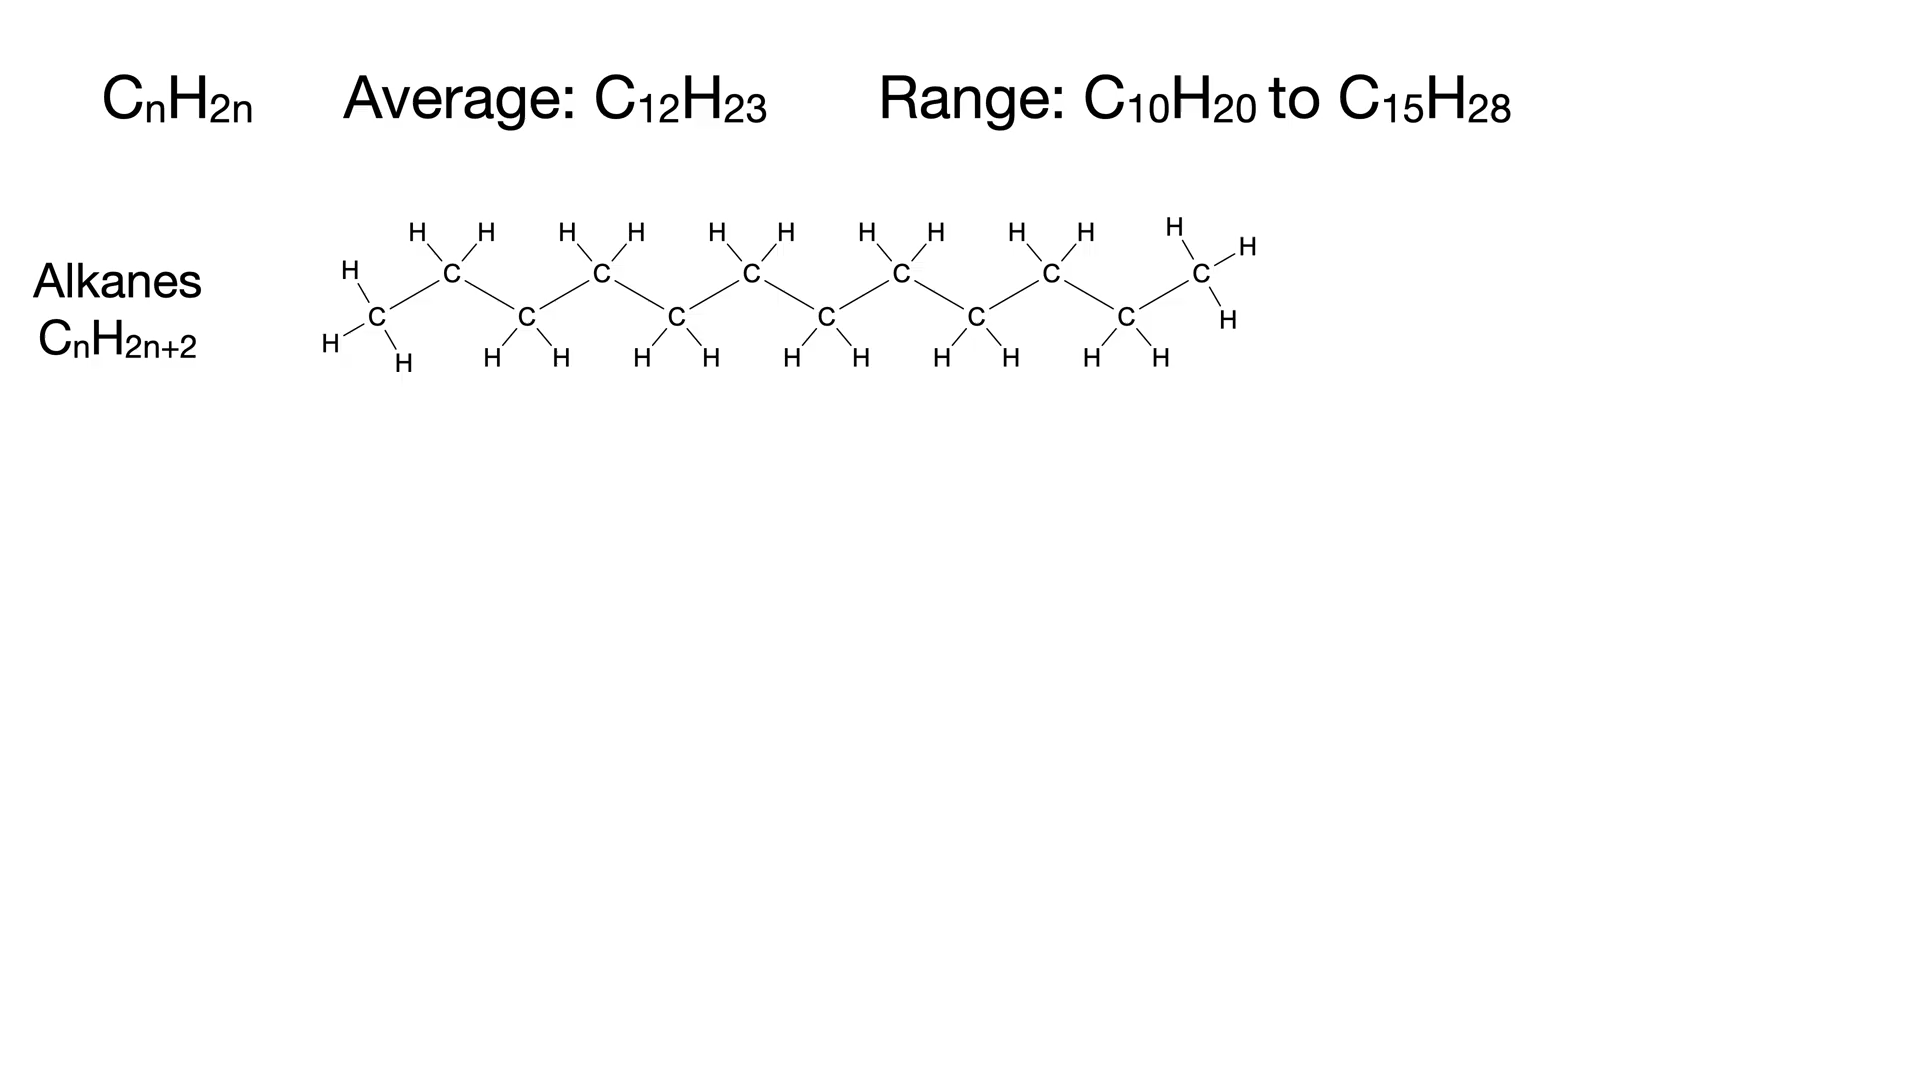 CnH2n Average: C12H23 Range: C10H20 to C15H28
Alkanes
CnH2n+2
H H H H H H H H H H H H
H C C C C C C
C C C C C C H
H H H H H H H H H H H H